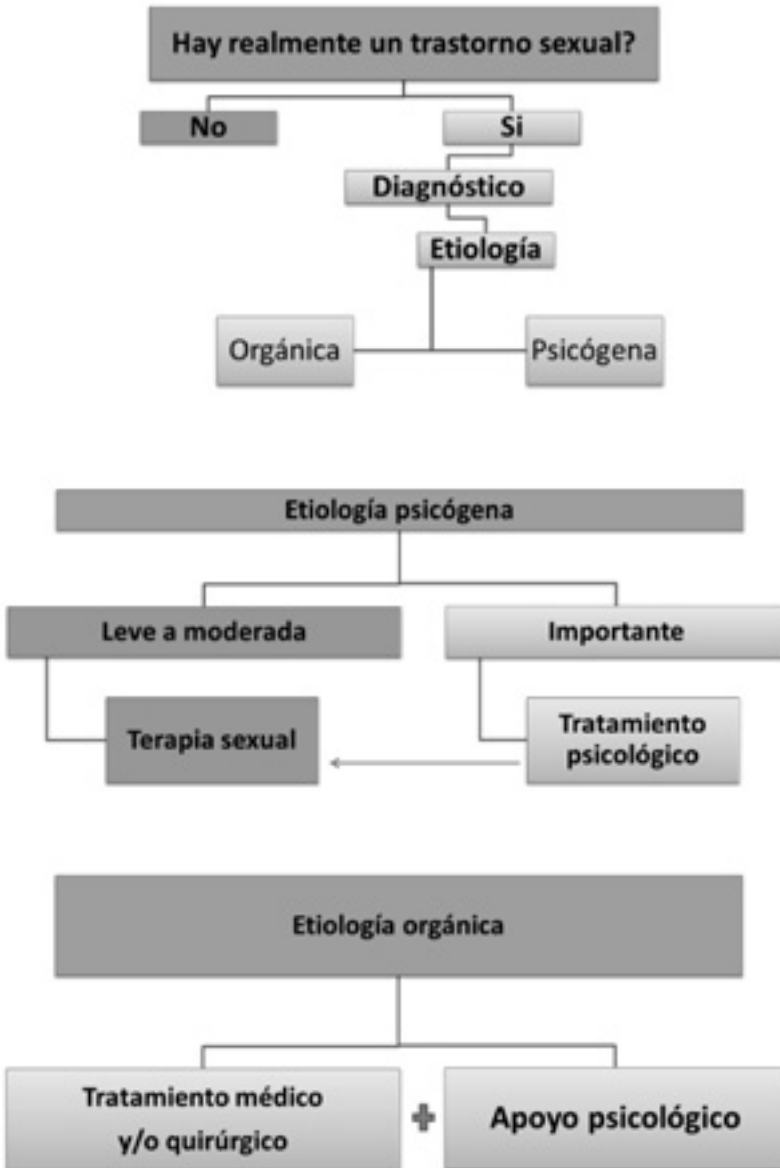 Hay realmente un trastorno sexual?
No
Si
Diagnóstico
Etiología
Orgánica
Psicógena
Etiología psicógena
Leve a moderada
Importante
Terapia sexual
Tratamiento
psicológico
Etiología orgánica
Tratamiento médico
y/o quirúrgico
Apoyo psicológico